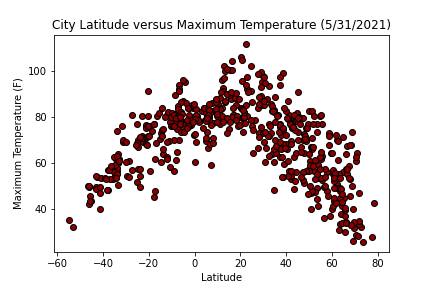 City Latitude versus Maximum Temperature (5/31/2021)
Maximum Temperature (F)
100
80
60
40
−60 −40 −20 0 20 40 60 80
Latitude